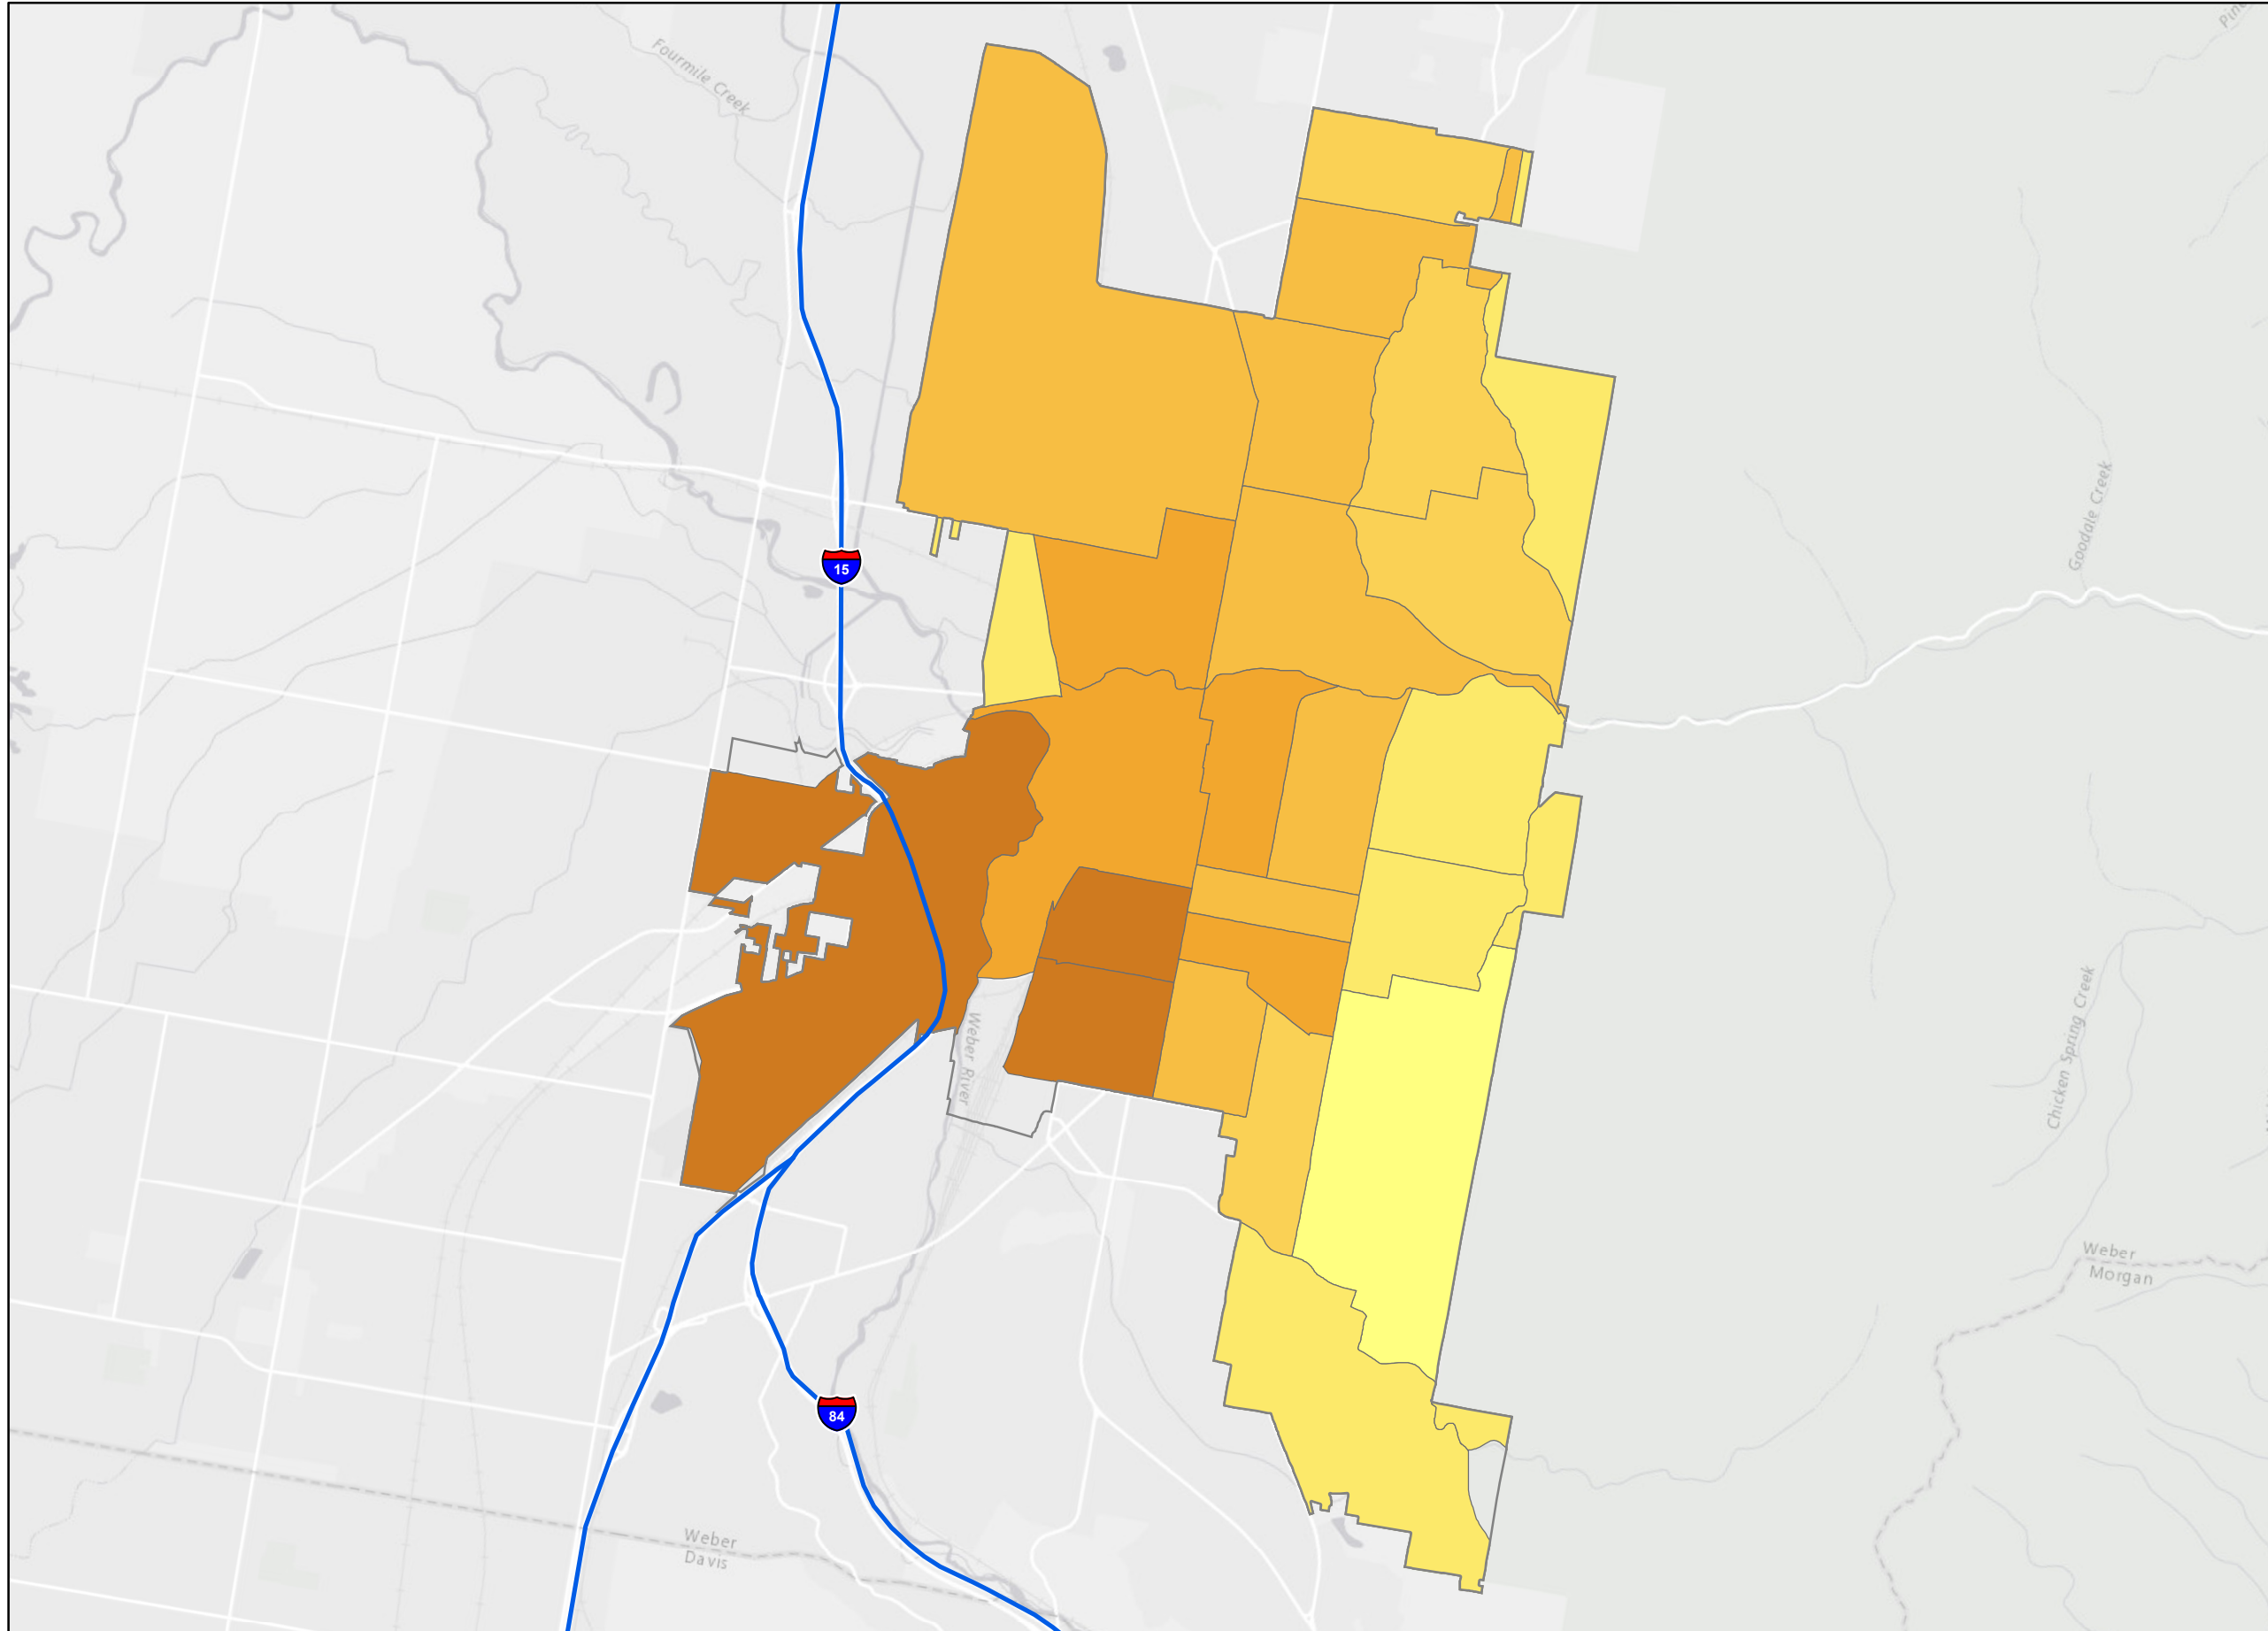 Fourmile Creek
15
Goodale Creek
Weber River
Chicken Spring Creek
Weber
Morgan
84
Weber
Davis